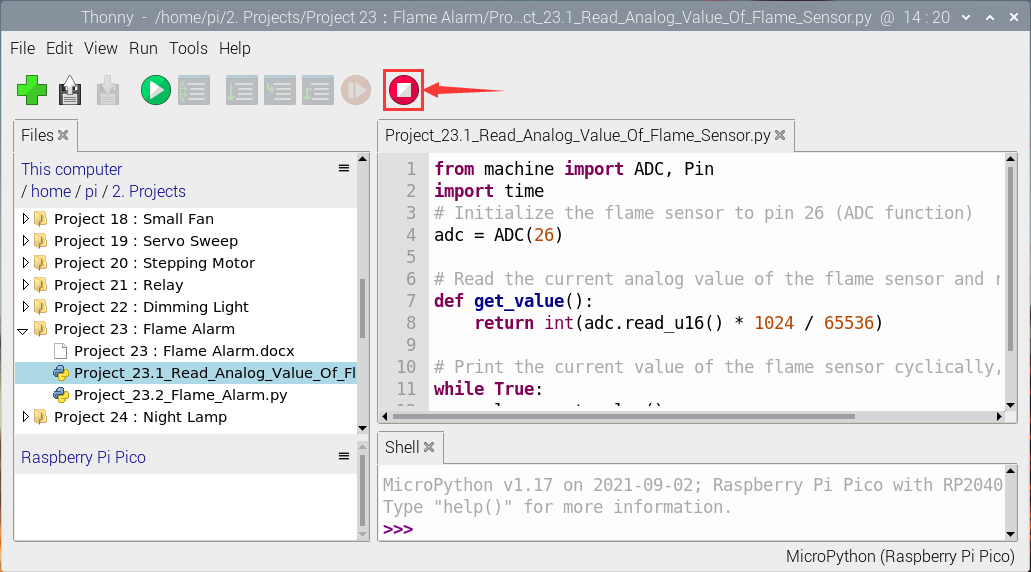 Thonny - /home/pi/2. Projects/Project 23 : Flame Alarm/Pro...ct_23.1_Read_Analog_Value_Of_Flame_Sensor.py @ 14 : 20
File Edit View Run Tools Help
Files
This computer
/ home / pi / 2. Projects
Project 18 : Small Fan
Project 19 : Servo Sweep
Project 20 : Stepping Motor
Project 21 : Relay
Project 22 : Dimming Light
Project 23 : Flame Alarm
Project 23 : Flame Alarm.docx
Project_23.1_Read_Analog_Value_Of_Fl
Project_23.2_Flame_Alarm.py
Project 24 : Night Lamp
Raspberry Pi Pico
Project_23.1_Read_Analog_Value_Of_Flame_Sensor.py
1 from machine import ADC, Pin
2 import time
3 # Initialize the flame sensor to pin 26 (ADC function)
4 adc = ADC(26)
5
6 # Read the current analog value of the flame sensor and
7 def get_value():
8 return int(adc.read_u16() * 1024 / 65536)
9
10 # Print the current value of the flame sensor cyclically,
11 while True:
Shell
MicroPython v1.17 on 2021-09-02; Raspberry Pi Pico with RP2040
Type "help()" for more information.
>>>
MicroPython (Raspberry Pi Pico)